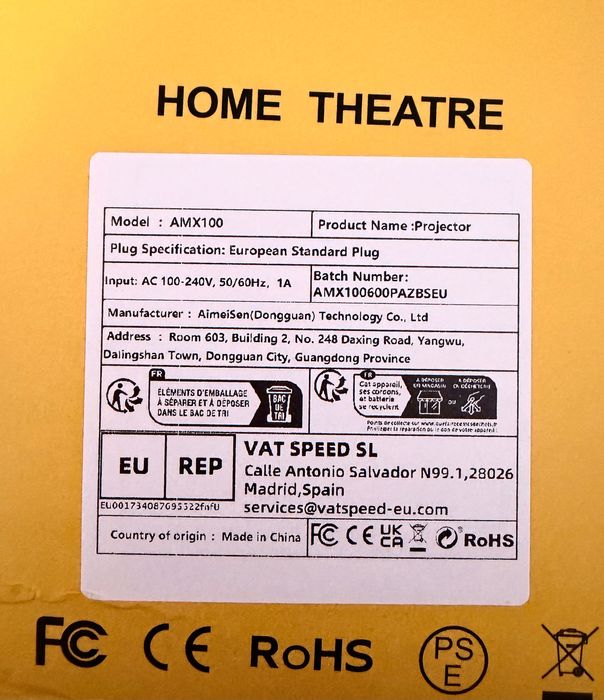 HOME THEATRE
Model : AMX100
Product Name :Projector
Plug Specification: European Standard Plug
Input: AC 100-240V, 50/60Hz, 1A
Batch Number:
AMX100600PAZBSEU
Manufacturer : AimeiSen(Dongguan) Technology Co., Ltd
Address : Room 603, Building 2, No. 248 Daxing Road, Yangwu,
Dalingshan Town, Dongguan City, Guangdong Province
FR
ÉLÉMENTS D'EMBALLAGE
À SÉPARER ET À DÉPOSER
DANS LE BAC DE TRI
BAC
DE
TRI
FR
Cet appareil,
ses cordons,
et batterie
se recyclent
À DÉPOSER
EN MAGASIN
OU
À DÉPOSER
EN DÉCHÈTERIE
EU REP
VAT SPEED SL
Calle Antonio Salvador N99.1,28026
Madrid,Spain
services@vatspeed-eu.com
Country of origin : Made in China
FC CE UK
CA
RoHS
FC CE RoHS PS
E